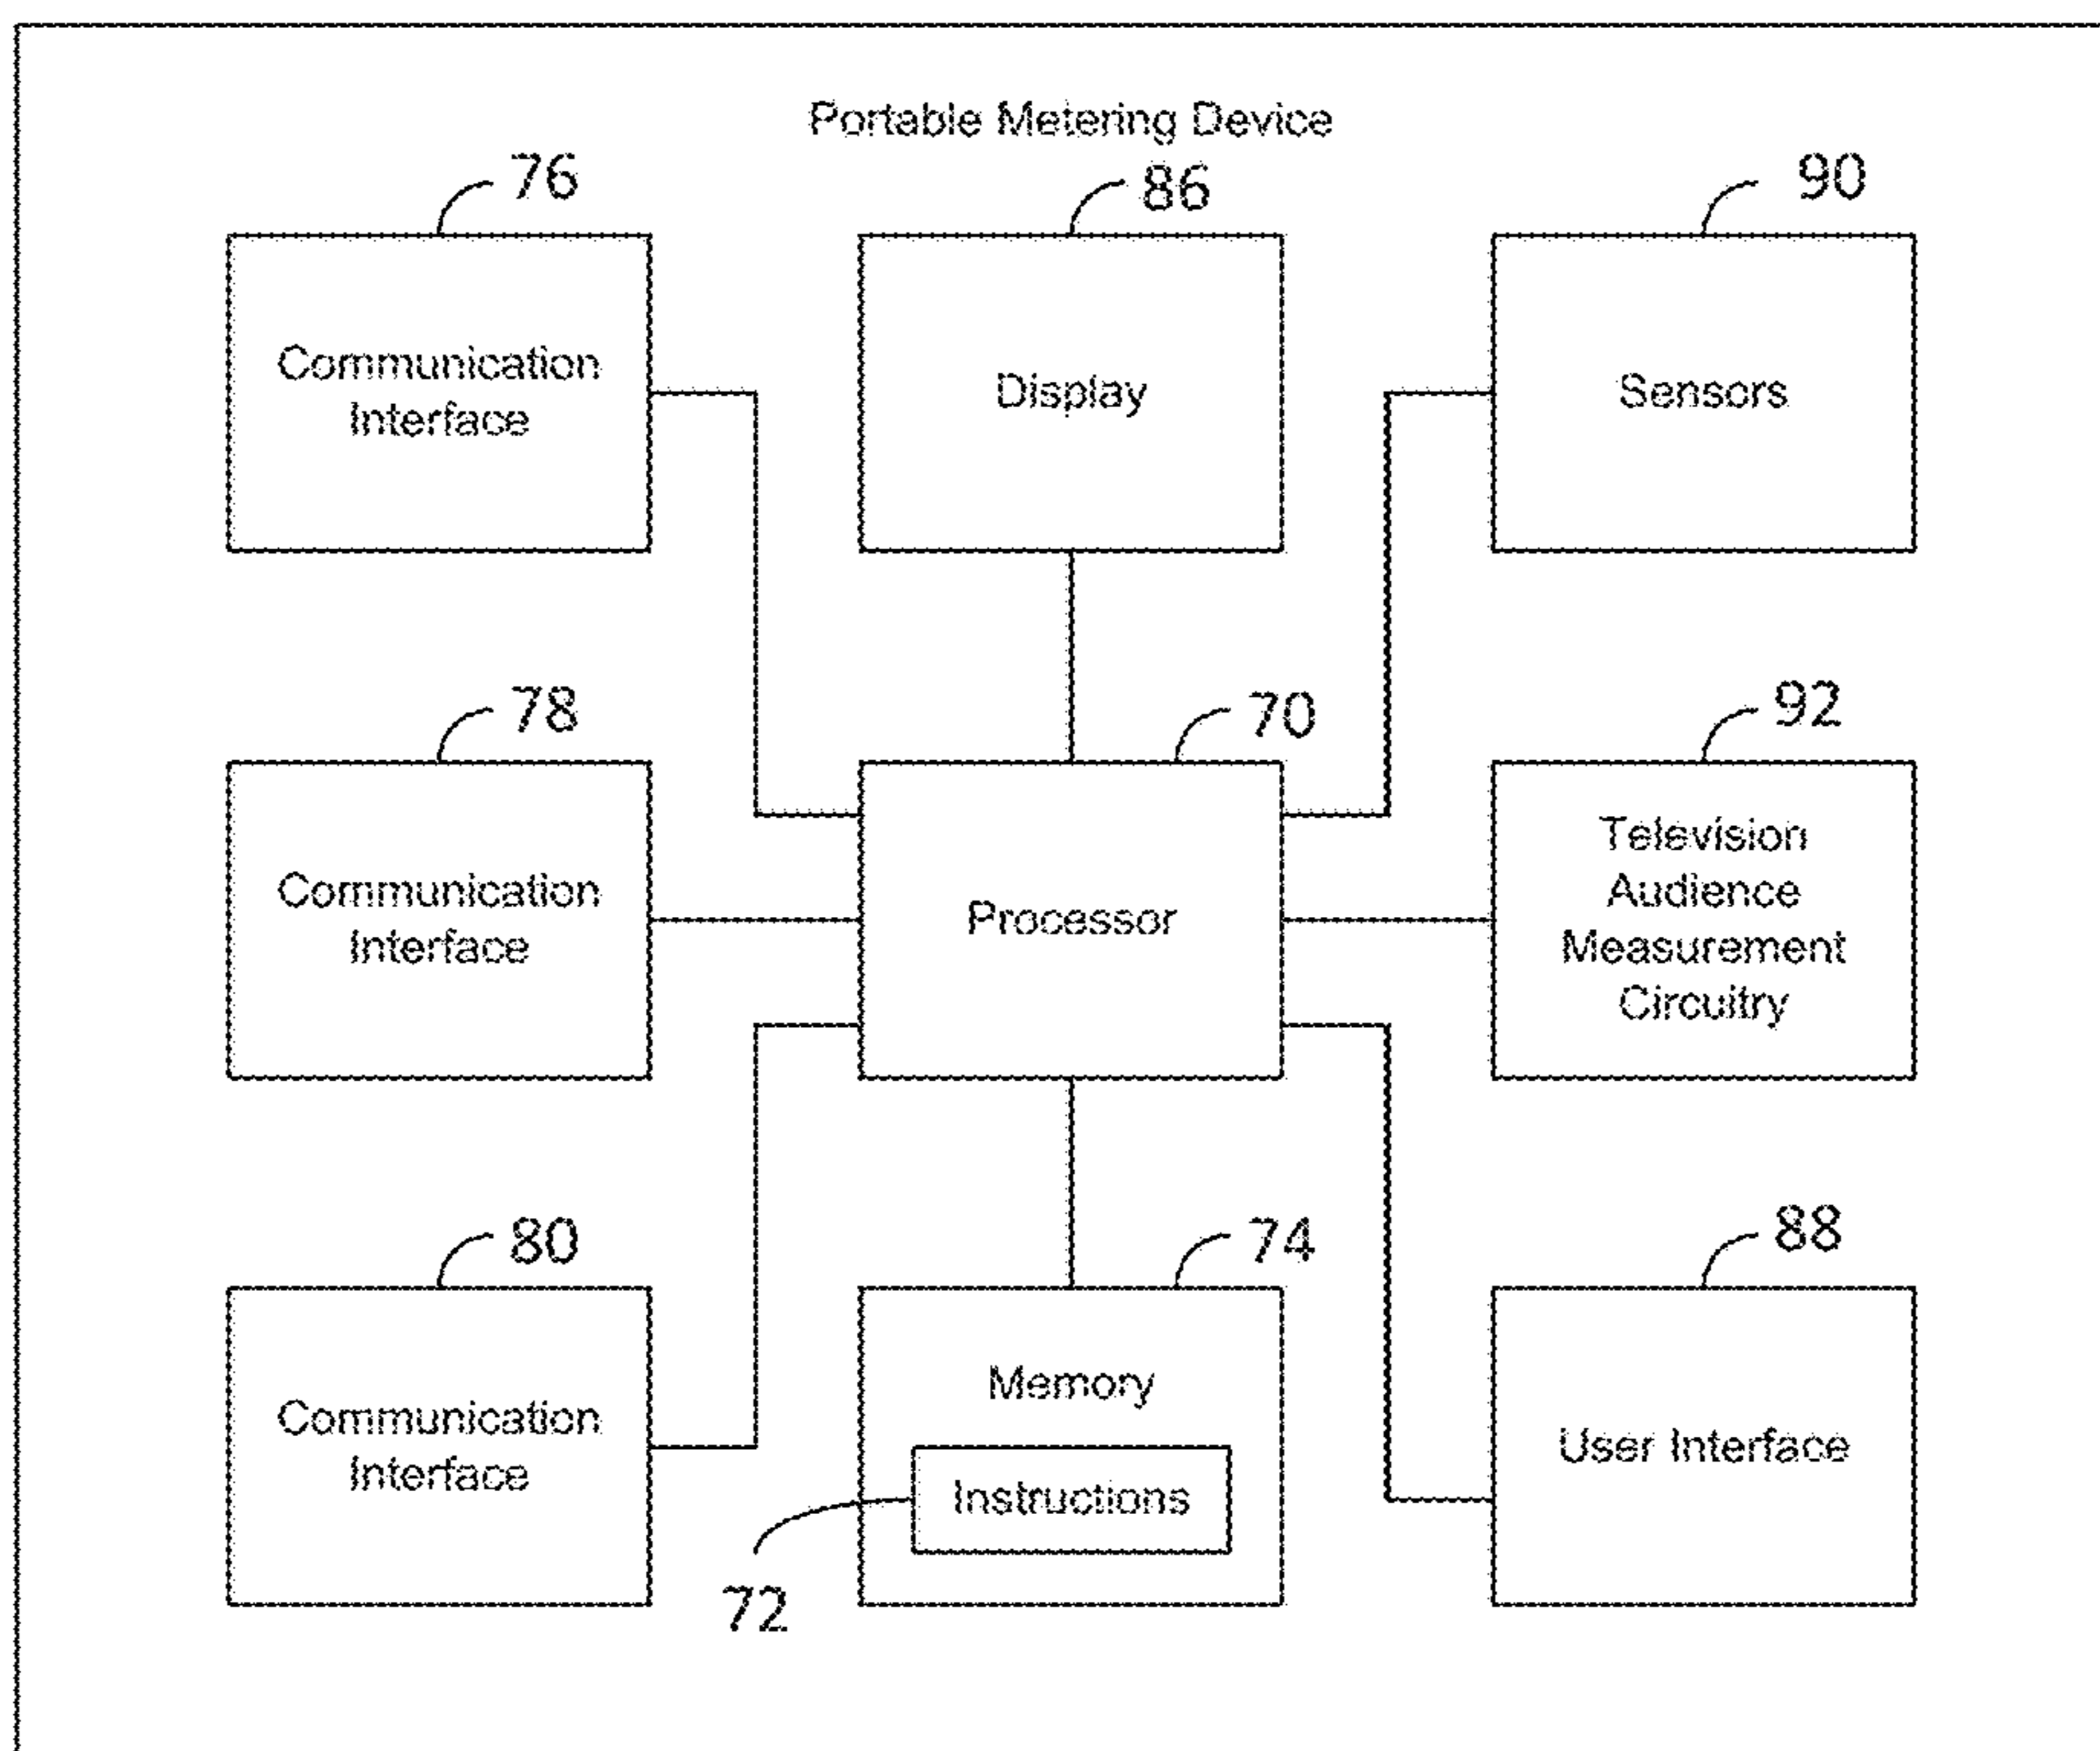 Portable Metering Device
76
86
90
Communication
Interface
Display
Sensors
78
70
92
Communication
Interface
Processor
Television
Audience
Measurement
Circuitry
80
74
88
Communication
Interface
Memory
Instructions
User Interface
72